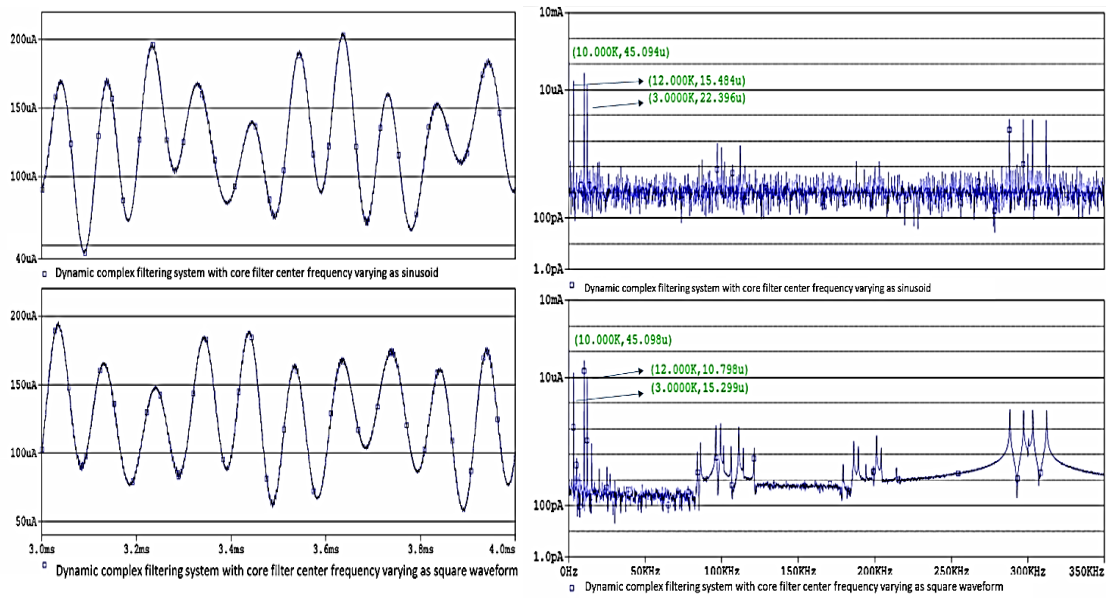 200uA
150uA
100uA
40uA
Dynamic complex filtering system with core filter center frequency varying as sinusoid
200uA
150uA
100uA
50uA
3.0ms 3.2ms 3.4ms 3.6ms 3.8ms 4.0ms
Dynamic complex filtering system with core filter center frequency varying as square waveform
10mA
(10.000K,45.094u)
(12.000K,15.484u)
10uA
(3.0000K,22.396u)
100pA
1.0pA
Dynamic complex filtering system with core filter center frequency varying as sinusoid
10mA
(10.000K,45.098u)
(12.000K,10.798u)
10uA
(3.0000K,15.299u)
100pA
1.0pA
0Hz 50KHz 100KHz 150KHz 200KHz 250KHz 300KHz 350KHz
Dynamic complex filtering system with core filter center frequency varying as square waveform